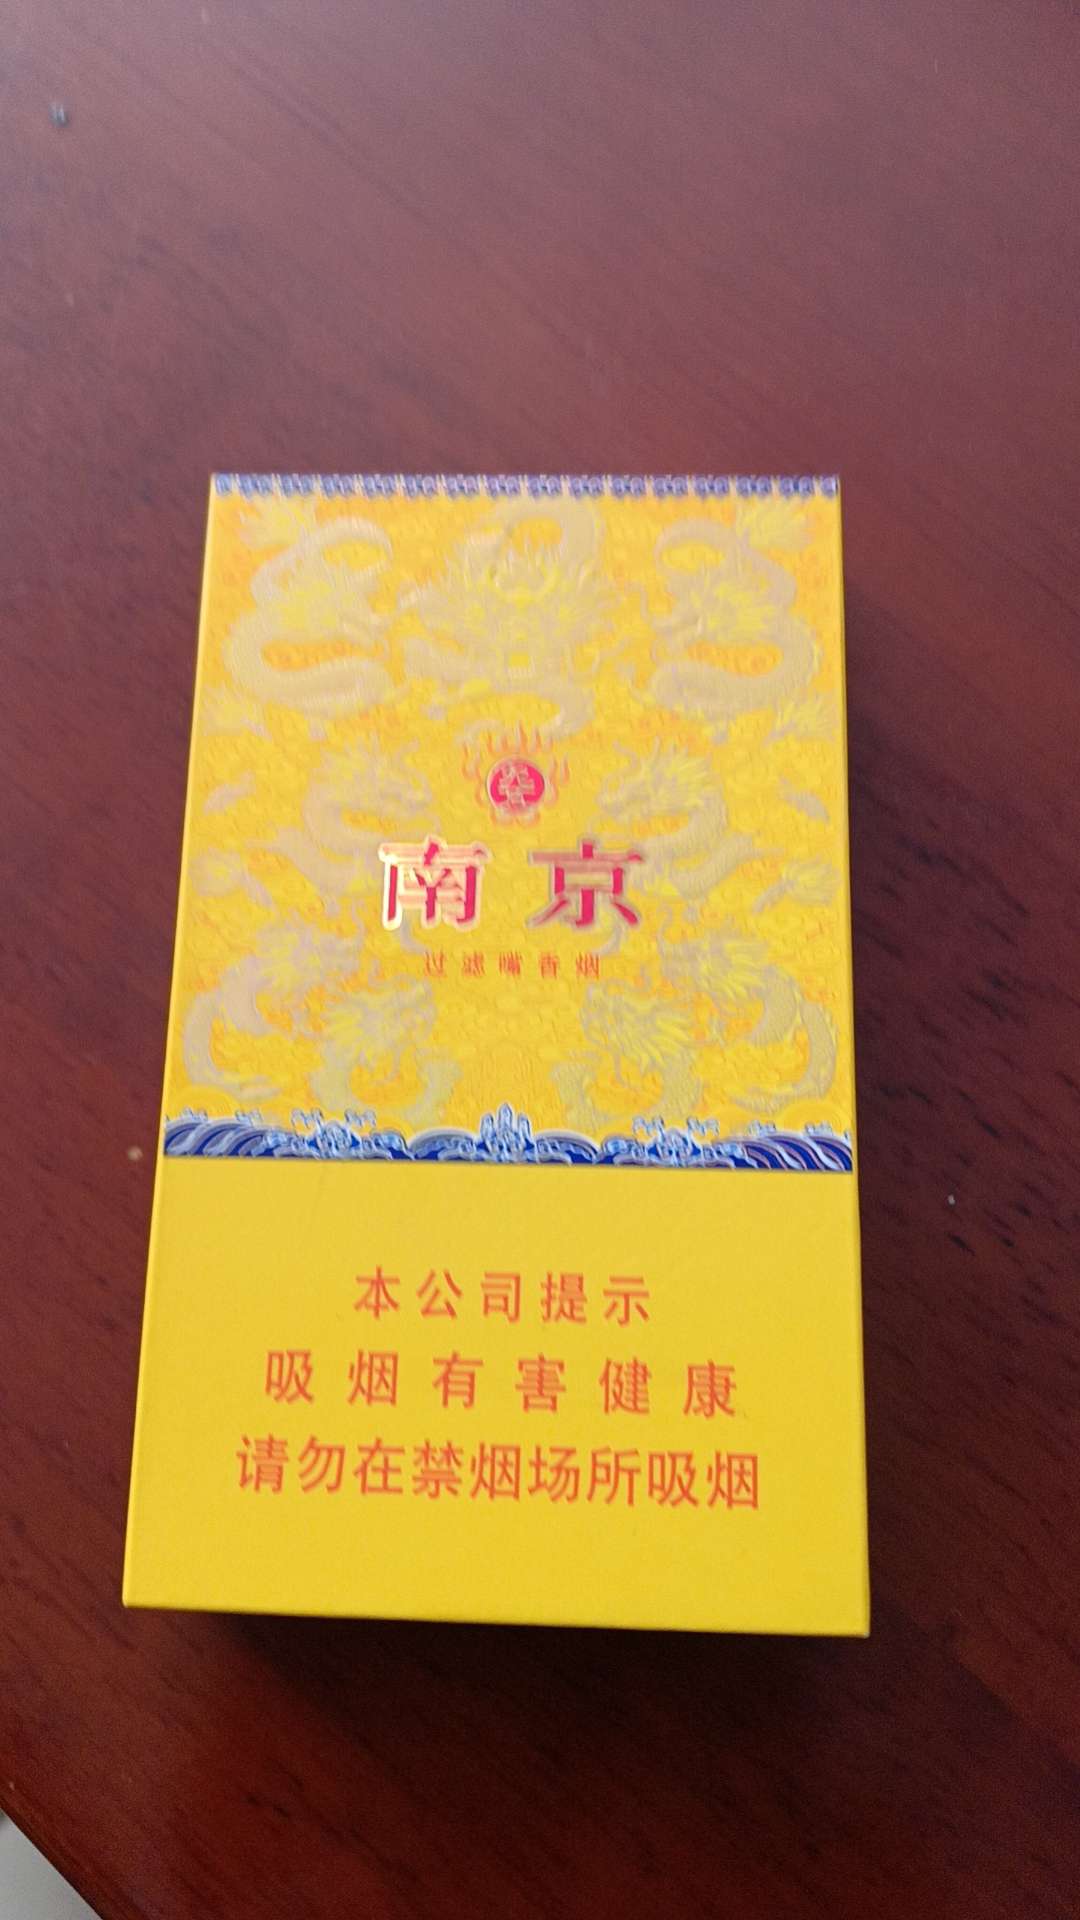 南京
过滤嘴香烟
本公司提示
吸烟有害健康
请勿在禁烟场所吸烟